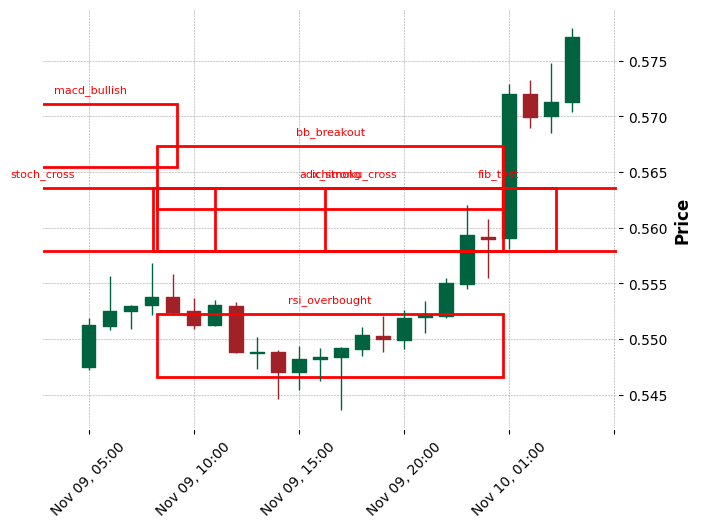 macd_bullish
bb_breakout
stoch_cross
ichimoku_cross
rsi_overbought
0.575
0.570
0.565
0.560
0.555
0.550
0.545
Price
Nov 09, 05:00
Nov 09, 10:00
Nov 09, 15:00
Nov 09, 20:00
Nov 10, 01:00